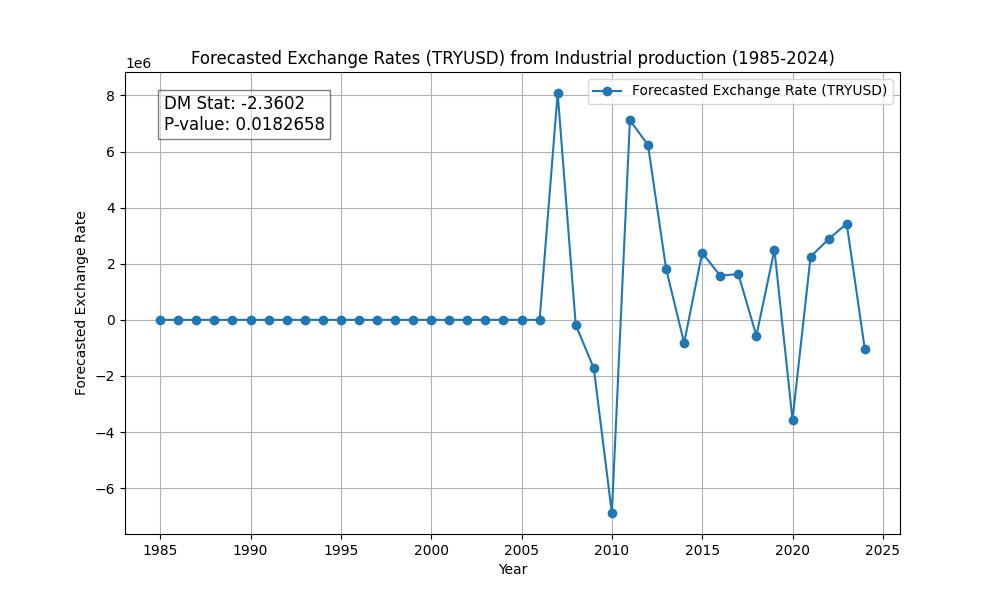 Forecasted Exchange Rates (TRYUSD) from Industrial production (1985-2024)
1e6
DM Stat: -2.3602
P-value: 0.0182658
Forecasted Exchange Rate (TRYUSD)
8
6
4
2
0
−2
−4
−6
Forecasted Exchange Rate
1985 1990 1995 2000 2005 2010 2015 2020 2025
Year